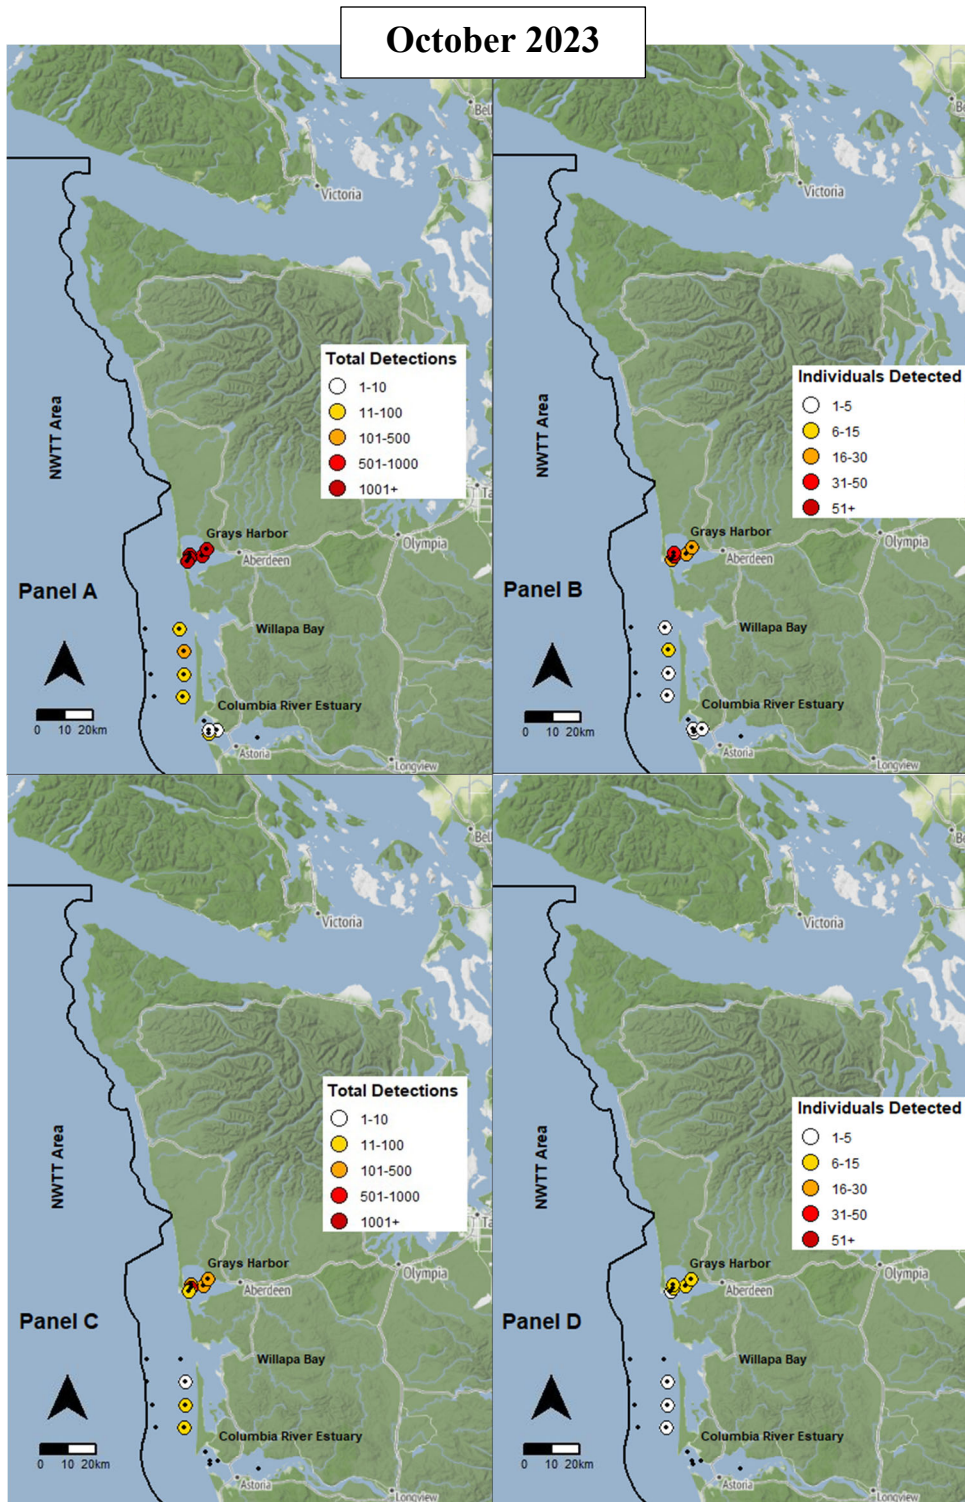 October 2023
Bel
Victoria
Total Detections
1-10
11-100
101-500
501-1000
1001+
NWTT Area
Ta
Grays Harbor
Aberdeen
Olympia
Panel A
Willapa Bay
Columbia River Estuary
0 10 20km
Astoria
Longview
Be
Victoria
Individuals Detected
1-5
6-15
16-30
31-50
51+
NWTT Area
Grays Harbor
Aberdeen
Olympia
Panel B
Willapa Bay
Columbia River Estuary
0 10 20km
Astoria
Longview
Bel
Victoria
Total Detections
1-10
11-100
101-500
501-1000
1001+
NWTT Area
Ta
Grays Harbor
Aberdeen
Olympia
Panel C
Willapa Bay
Columbia River Estuary
0 10 20km
Astoria
Longview
Be
Victoria
Individuals Detected
1-5
6-15
16-30
31-50
51+
NWTT Area
Grays Harbor
Aberdeen
Olympia
Panel D
Willapa Bay
Columbia River Estuary
0 10 20km
Astoria
Longview